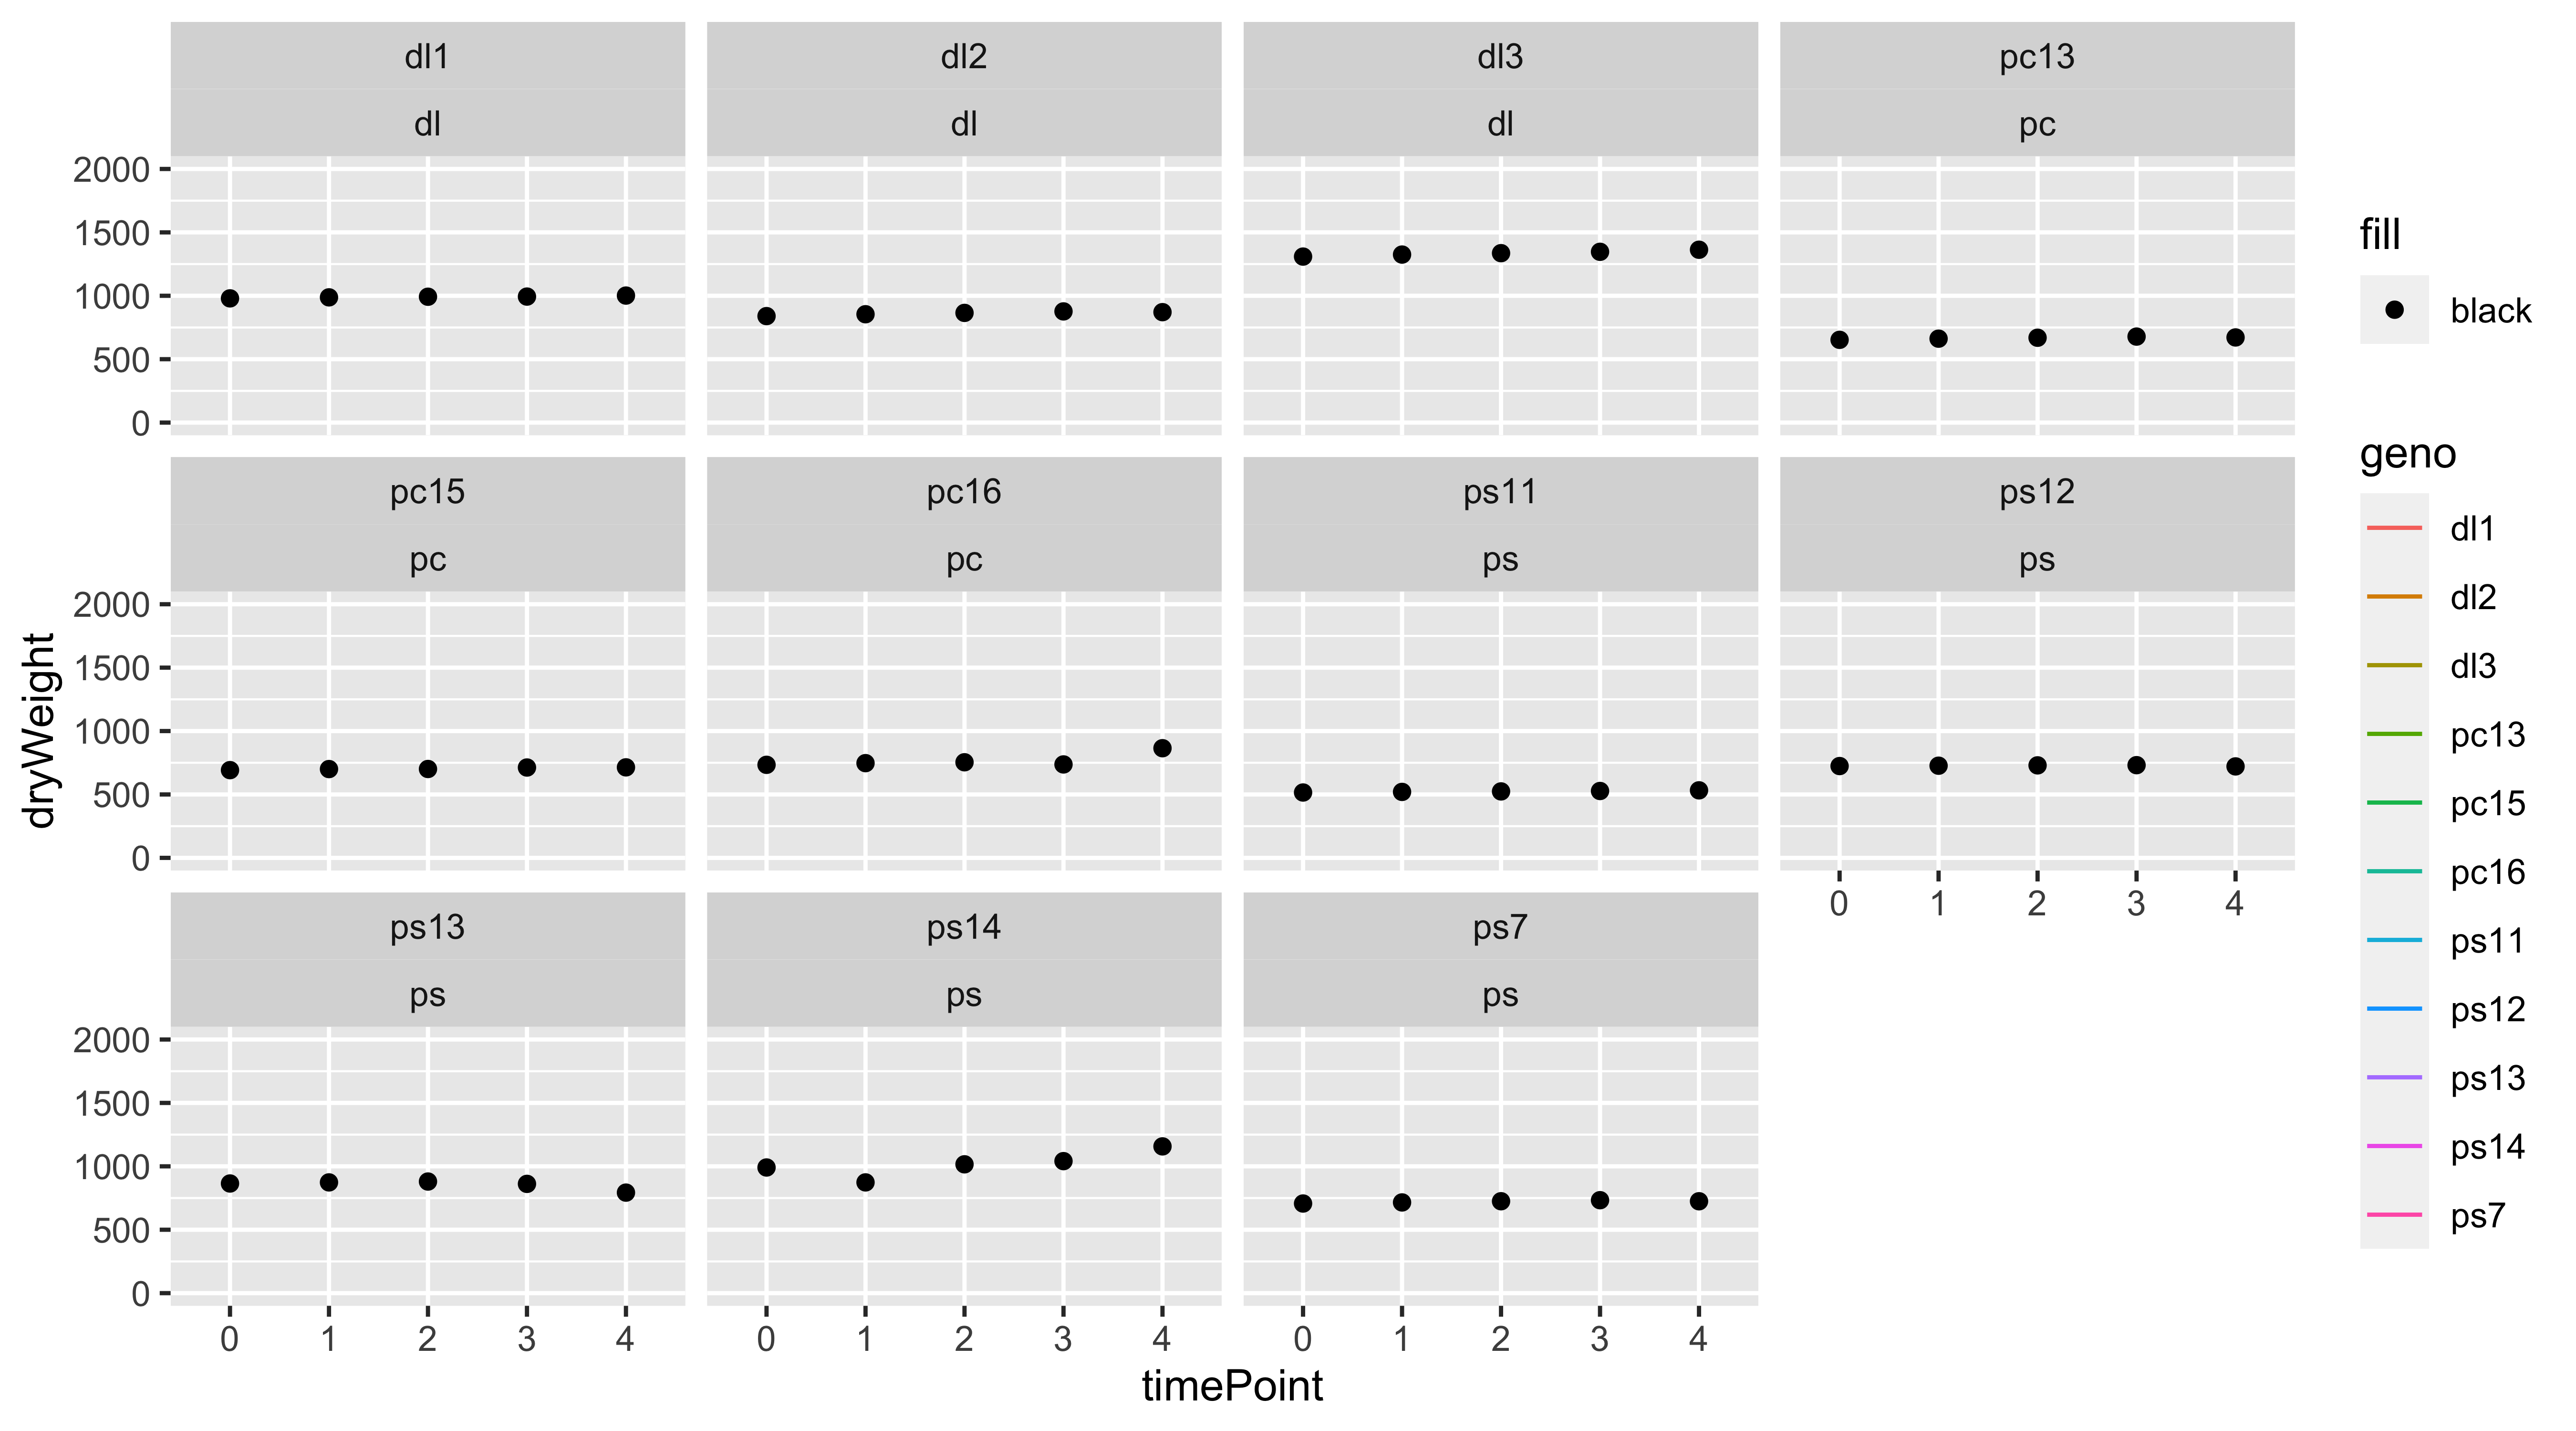 dl1
dl
dl2
dl
dl3
dl
pc13
pc
2000
1500
1000
500
0
pc15
pc
pc16
pc
ps11
ps
ps12
ps
2000
1500
1000
500
0
0 1 2 3 4
ps13
ps
ps14
ps
ps7
ps
2000
1500
1000
500
0
0 1 2 3 4
0 1 2 3 4
0 1 2 3 4
timePoint
dryWeight
fill
black
geno
dl1
dl2
dl3
pc13
pc15
pc16
ps11
ps12
ps13
ps14
ps7